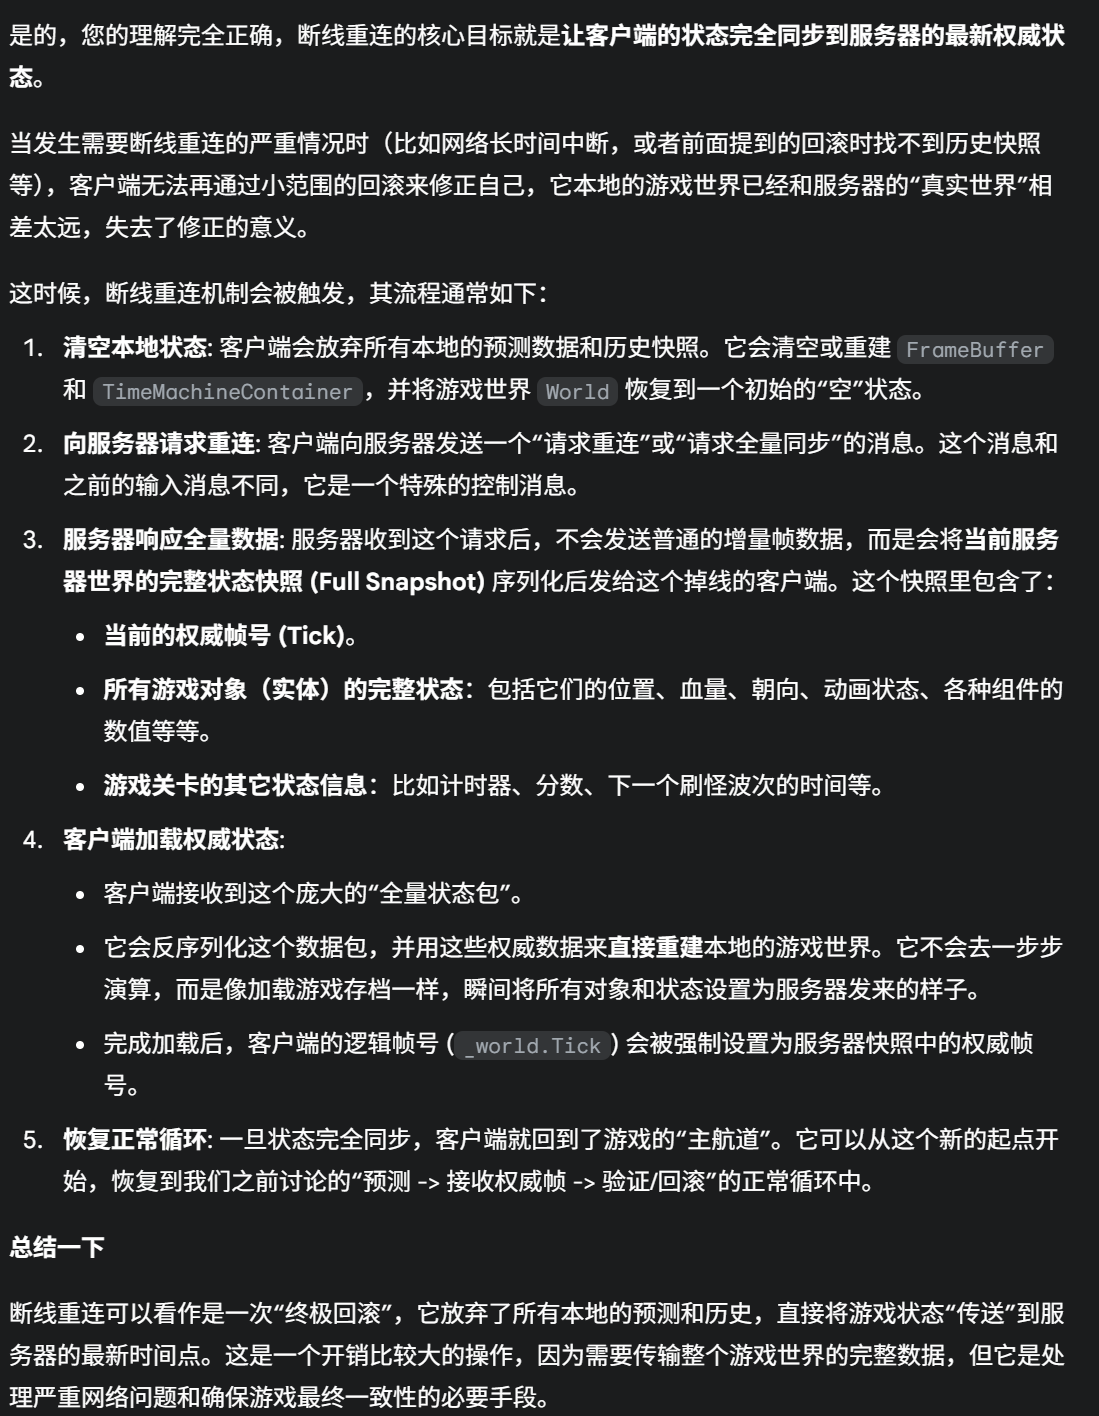 是的，您的理解完全正确，断线重连的核心目标就是让客户端的状态完全同步到服务器的最新权威状
态。
当发生需要断线重连的严重情况时（比如网络长时间中断，或者前面提到的回滚时找不到历史快照
等），客户端无法再通过小范围的回滚来修正自己，它本地的游戏世界已经和服务器的“真实世界”相
差太远，失去了修正的意义。
这时候，断线重连机制会被触发，其流程通常如下：
1. 清空本地状态: 客户端会放弃所有本地的预测数据和历史快照。它会清空或重建 FrameBuffer
和 TimeMachineContainer，并将游戏世界 World 恢复到一个初始的“空”状态。
2. 向服务器请求重连: 客户端向服务器发送一个“请求重连”或“请求全量同步”的消息。这个消息和
之前的输入消息不同，它是一个特殊的控制消息。
3. 服务器响应全量数据: 服务器收到这个请求后，不会发送普通的增量帧数据，而是会将当前服务
器世界的完整状态快照 (Full Snapshot) 序列化后发给这个掉线的客户端。这个快照里包含了：
• 当前的权威帧号 (Tick)。
• 所有游戏对象（实体）的完整状态：包括它们的位置、血量、朝向、动画状态、各种组件的
数值等等。
• 游戏关卡的其它状态信息：比如计时器、分数、下一个刷怪波次的时间等。
4. 客户端加载权威状态:
• 客户端接收到这个庞大的“全量状态包”。
• 它会反序列化这个数据包，并用这些权威数据来直接重建本地的游戏世界。它不会去一步步
演算，而是像加载游戏存档一样，瞬间将所有对象和状态设置为服务器发来的样子。
• 完成加载后，客户端的逻辑帧号 (_world.Tick) 会被强制设置为服务器快照中的权威帧
号。
5. 恢复正常循环: 一旦状态完全同步，客户端就回到了游戏的“主航道”。它可以从这个新的起点开
始，恢复到我们之前讨论的“预测 -> 接收权威帧 -> 验证/回滚”的正常循环中。
总结一下
断线重连可以看作是一次“终极回滚”，它放弃了所有本地的预测和历史，直接将游戏状态“传送”到服
务器的最新时间点。这是一个开销比较大的操作，因为需要传输整个游戏世界的完整数据，但它是处
理严重网络问题和确保游戏最终一致性的必要手段。